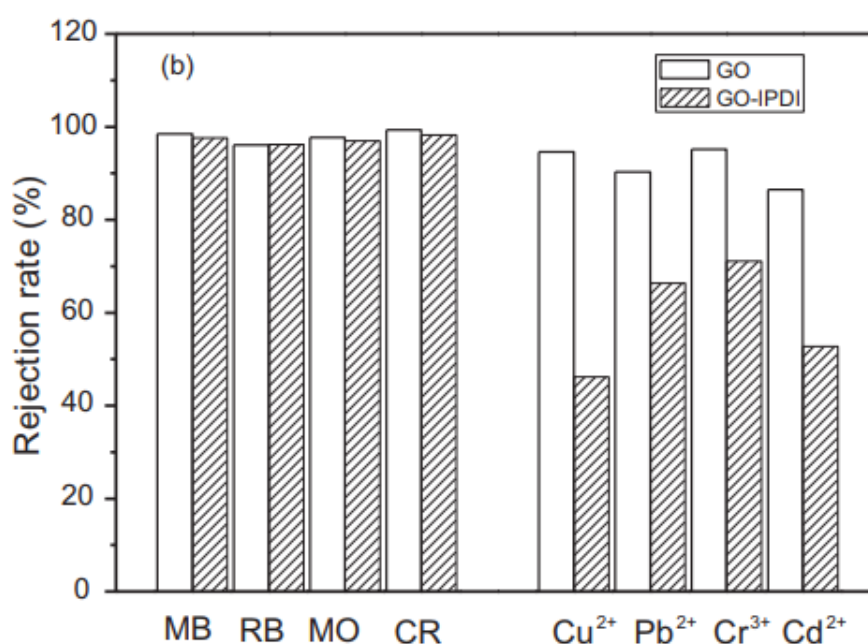 120
(b)
GO
GO-IPDI
100
80
60
40
20
0
Rejection rate (%)
MB RB MO CR Cu²⁺ Pb²⁺ Cr³⁺ Cd²⁺